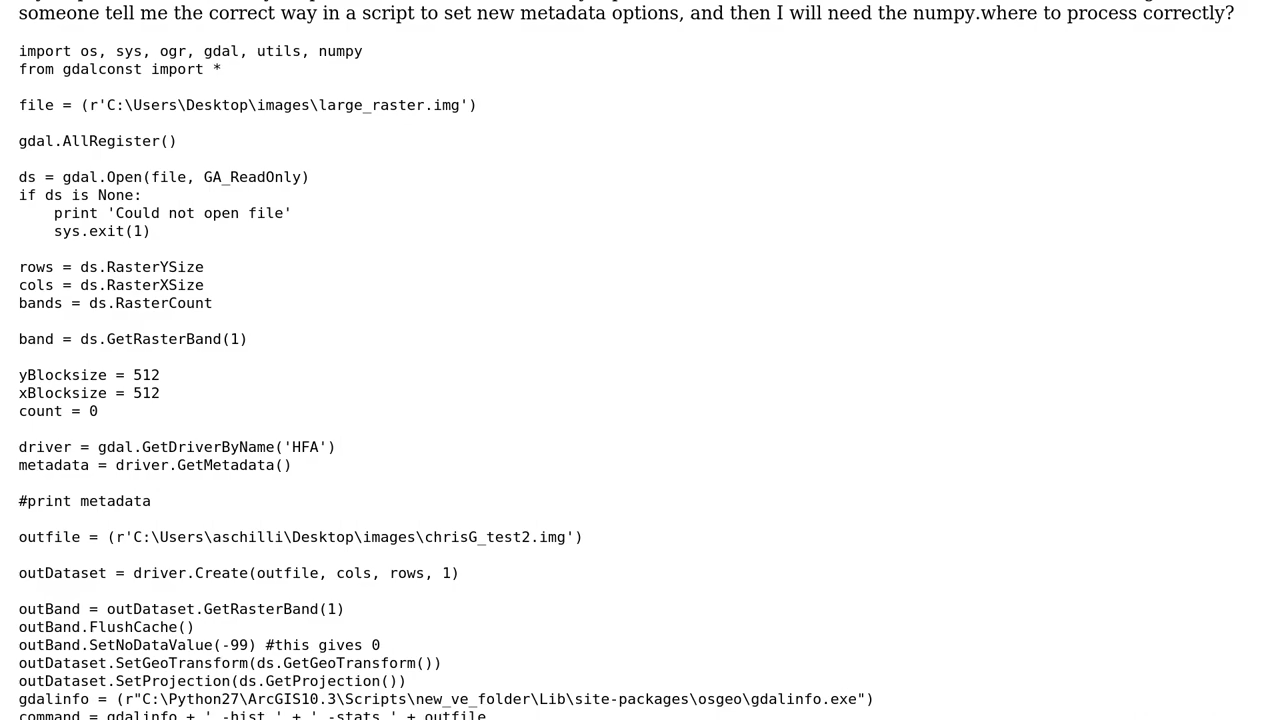 someone tell me the correct way in a script to set new metadata options, and then I will need the numpy.where to process correctly?
import os, sys, ogr, gdal, utils, numpy
from gdalconst import *
file = (r'C:\Users\Desktop\images\large_raster.img')
gdal.AllRegister()
ds = gdal.Open(file, GA_ReadOnly)
if ds is None:
    print 'Could not open file'
    sys.exit(1)
rows = ds.RasterYSize
cols = ds.RasterXSize
bands = ds.RasterCount
band = ds.GetRasterBand(1)
yBlocksize = 512
xBlocksize = 512
count = 0
driver = gdal.GetDriverByName('HFA')
metadata = driver.GetMetadata()
#print metadata
outfile = (r'C:\Users\aschilli\Desktop\images\chrisG_test2.img')
outDataset = driver.Create(outfile, cols, rows, 1)
outBand = outDataset.GetRasterBand(1)
outBand.FlushCache()
outBand.SetNoDataValue(-99) #this gives 0
outDataset.SetGeoTransform(ds.GetGeoTransform())
outDataset.SetProjection(ds.GetProjection())
gdalinfo = (r"C:\Python27\ArcGIS10.3\Scripts\new_ve_folder\Lib\site-packages\osgeo\gdalinfo.exe")
command = gdalinfo + ' -hist ' + ' -stats ' + outfile